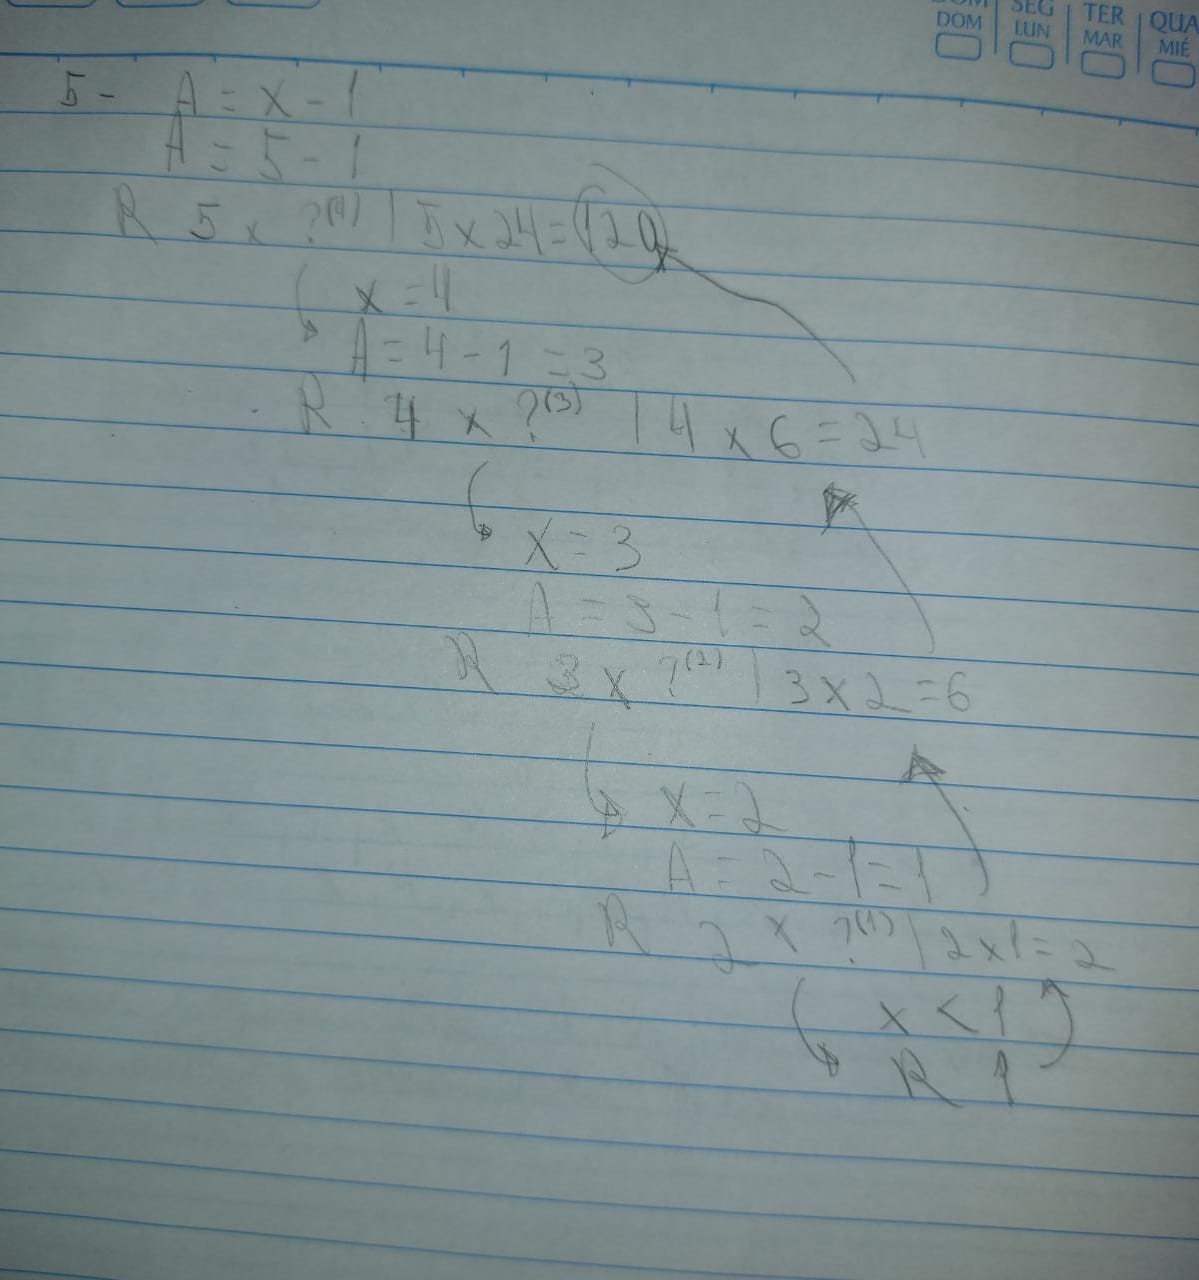 DOM SEG TER QUA
DOM LUN MAR MIÉ
5- A = x - 1
A = 5 - 1
R 5 x ?(4) | 5 x 24 = 120
x = 4
A = 4 - 1 = 3
R 4 x ?(3) | 4 x 6 = 24
x = 3
A = 3 - 1 = 2
R 3 x ?(2) | 3 x 2 = 6
x = 2
A = 2 - 1 = 1
R 2 x ?(1) | 2 x 1 = 2
x < 1
R 1